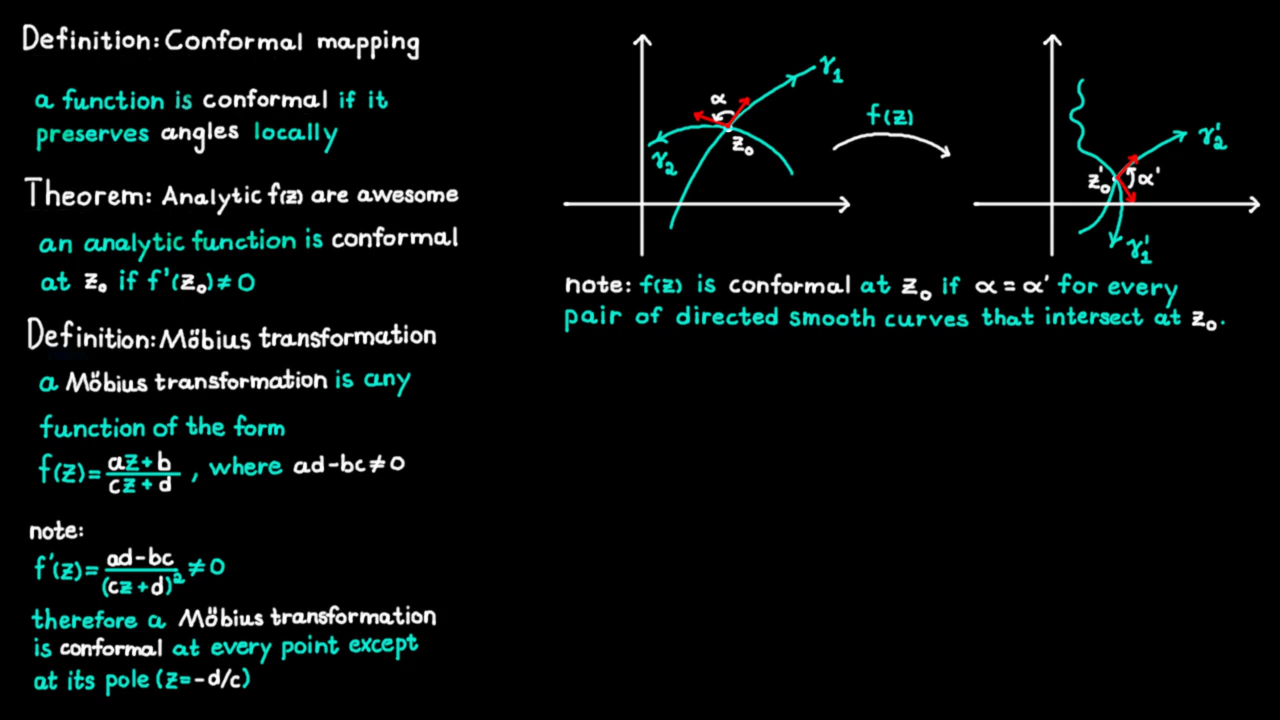 Definition: Conformal mapping
a function is conformal if it
preserves angles locally
Theorem: Analytic f(z) are awesome
an analytic function is conformal
at z₀ if f'(z₀)≠0
Definition: Möbius transformation
a Möbius transformation is any
function of the form
f(z)=(az+b)/(cz+d), where ad-bc≠0
note:
f'(z)=(ad-bc)/(cz+d)²≠0
therefore a Möbius transformation
is conformal at every point except
at its pole (z=-d/c)
γ₁
α
z₀
γ₂
f(z)
γ₂'
z₀'
α'
γ₁'
note: f(z) is conformal at z₀ if α=α' for every
pair of directed smooth curves that intersect at z₀.